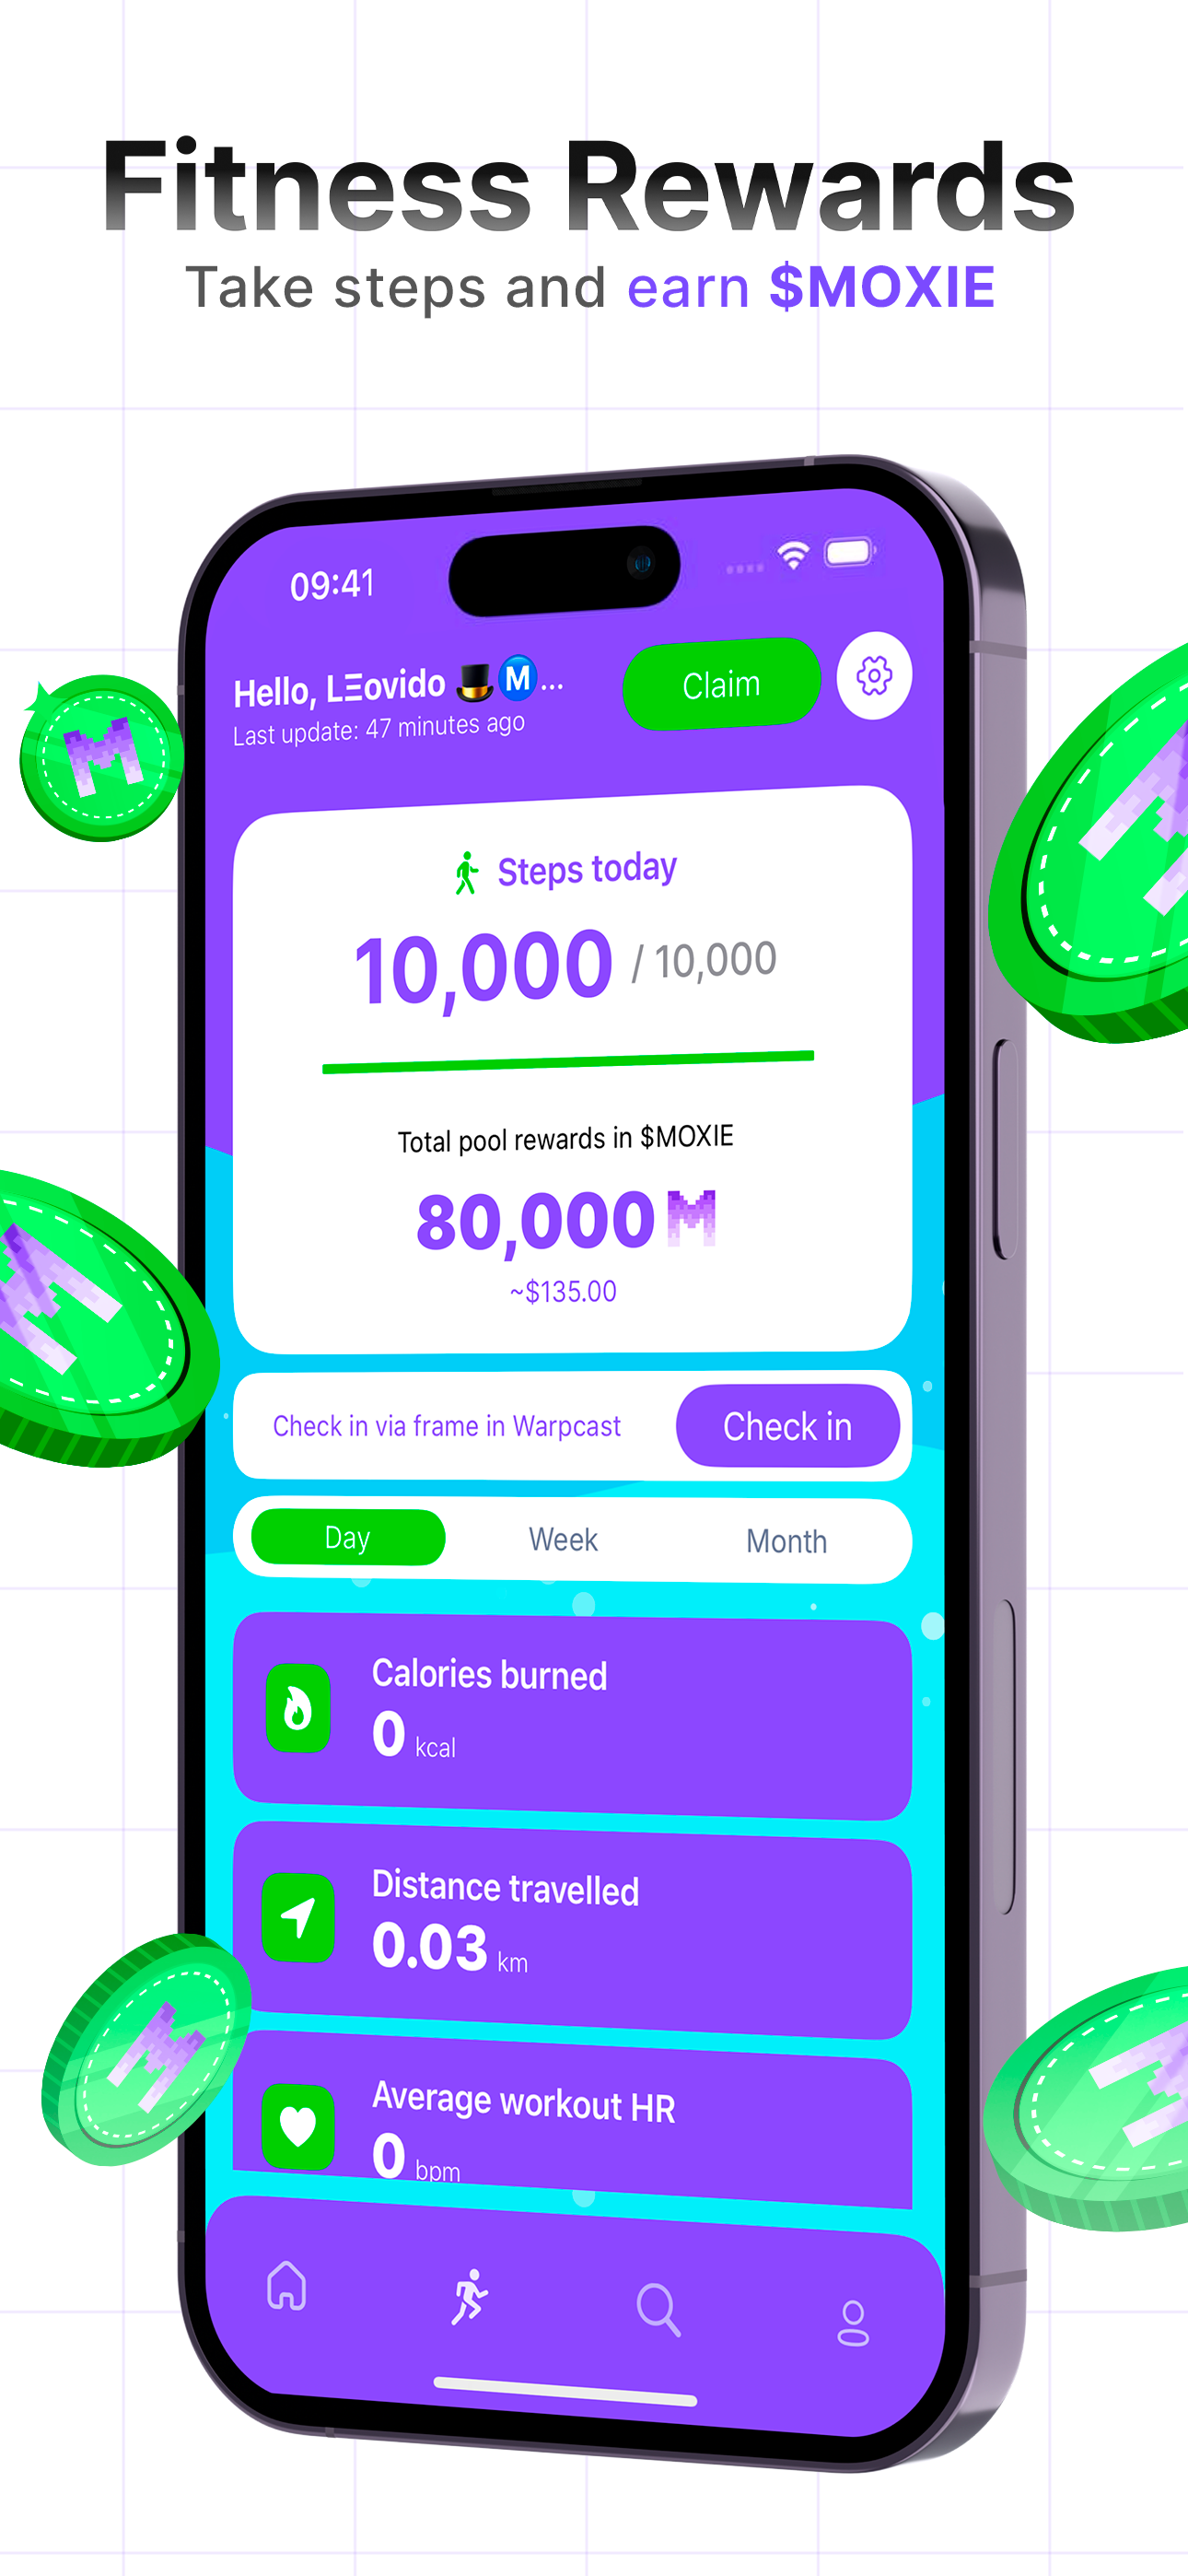 Fitness Rewards
Take steps and earn $MOXIE
09:41
Hello, LΞovido 🎩Ⓜ️...
Last update: 47 minutes ago
Claim
Steps today
10,000 / 10,000
Total pool rewards in $MOXIE
80,000
~$135.00
Check in via frame in Warpcast
Check in
Day Week Month
Calories burned
0 kcal
Distance travelled
0.03 km
Average workout HR
0 bpm